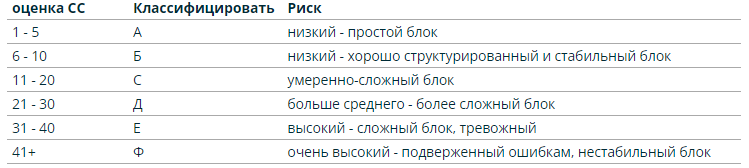 оценка СС Классифицировать Риск
1 - 5 А низкий - простой блок
6 - 10 Б низкий - хорошо структурированный и стабильный блок
11 - 20 С умеренно-сложный блок
21 - 30 Д больше среднего - более сложный блок
31 - 40 Е высокий - сложный блок, тревожный
41+ Ф очень высокий - подверженный ошибкам, нестабильный блок